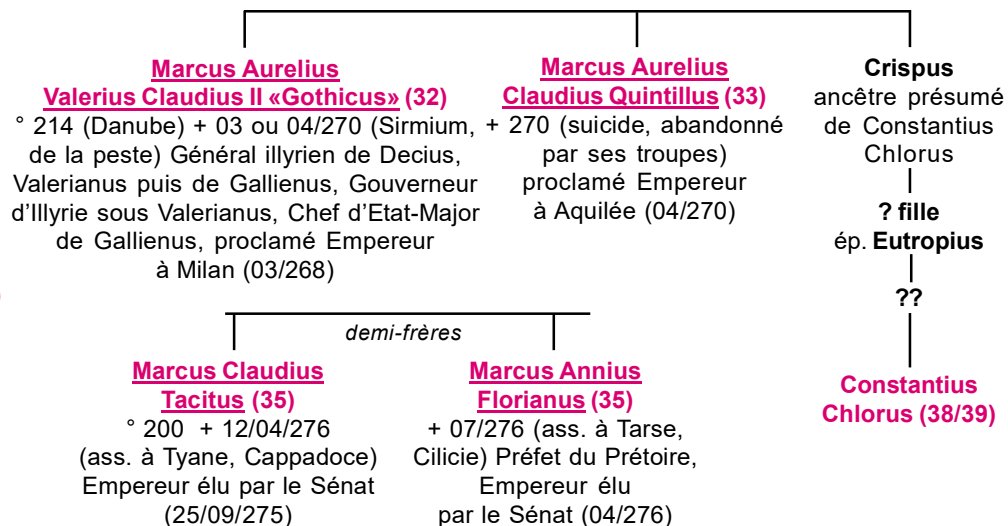 Marcus Aurelius
Valerius Claudius II «Gothicus» (32)
° 214 (Danube) + 03 ou 04/270 (Sirmium,
de la peste) Général illyrien de Decius,
Valerianus puis de Gallienus, Gouverneur
d'Illyrie sous Valerianus, Chef d'Etat-Major
de Gallienus, proclamé Empereur
à Milan (03/268)
Marcus Aurelius
Claudius Quintillus (33)
+ 270 (suicide, abandonné
par ses troupes)
proclamé Empereur
à Aquilée (04/270)
Crispus
ancêtre présumé
de Constantius
Chlorus
? fille
ép. Eutropius
??
Constantius
Chlorus (38/39)
demi-frères
Marcus Claudius
Tacitus (35)
° 200 + 12/04/276
(ass. à Tyane, Cappadoce)
Empereur élu par le Sénat
(25/09/275)
Marcus Annius
Florianus (35)
+ 07/276 (ass. à Tarse,
Cilicie) Préfet du Prétoire,
Empereur élu
par le Sénat (04/276)